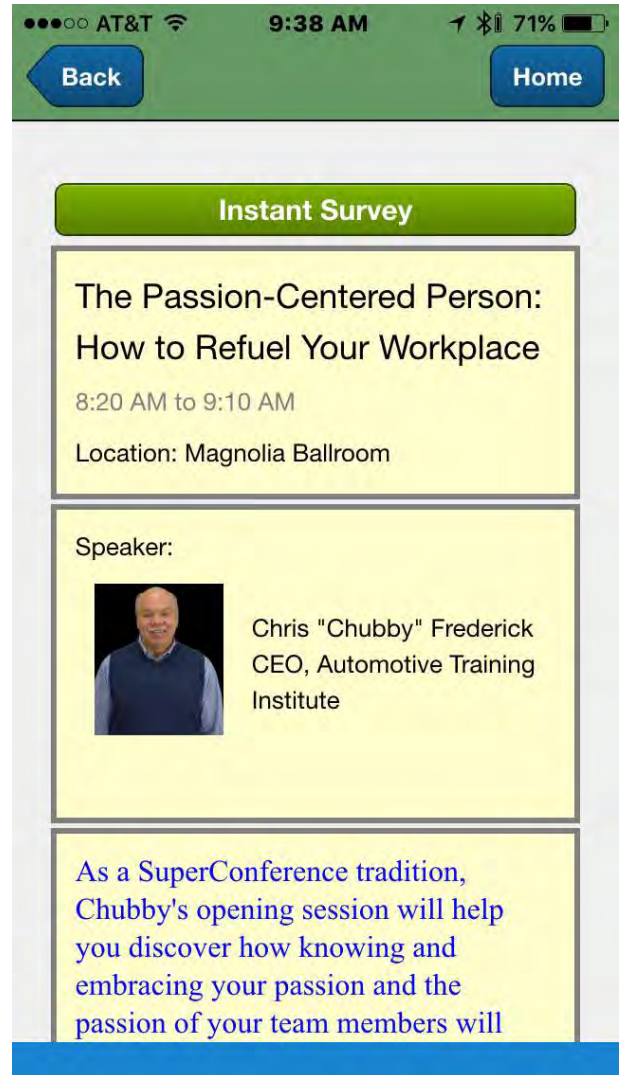 AT&T 9:38 AM 71%
Back Home
Instant Survey
The Passion-Centered Person:
How to Refuel Your Workplace
8:20 AM to 9:10 AM
Location: Magnolia Ballroom
Speaker:
Chris "Chubby" Frederick
CEO, Automotive Training
Institute
As a SuperConference tradition,
Chubby's opening session will help
you discover how knowing and
embracing your passion and the
passion of your team members will